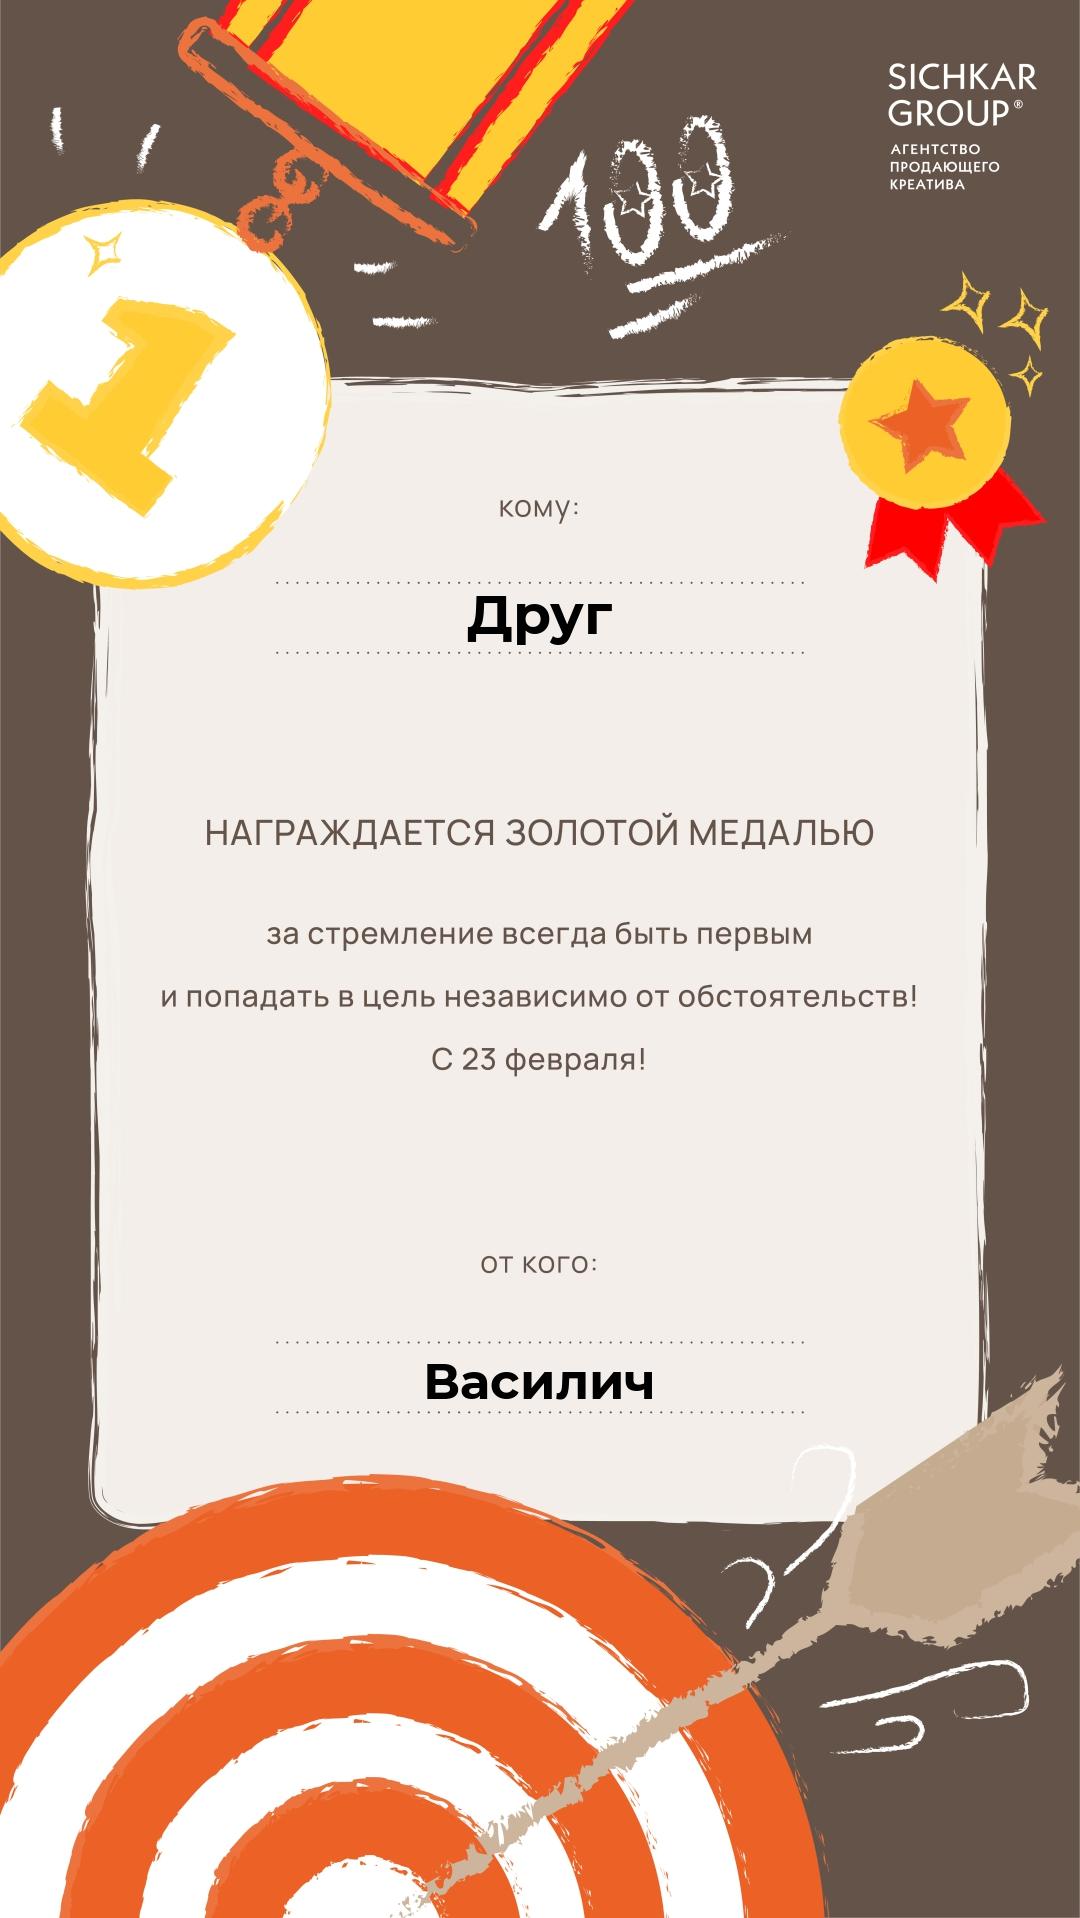 SICHKAR
GROUP®
АГЕНТСТВО
ПРОДАЮЩЕГО
КРЕАТИВА
100
1
кому:
Друг
НАГРАЖДАЕТСЯ ЗОЛОТОЙ МЕДАЛЬЮ
за стремление всегда быть первым
и попадать в цель независимо от обстоятельств!
С 23 февраля!
от кого:
Василич